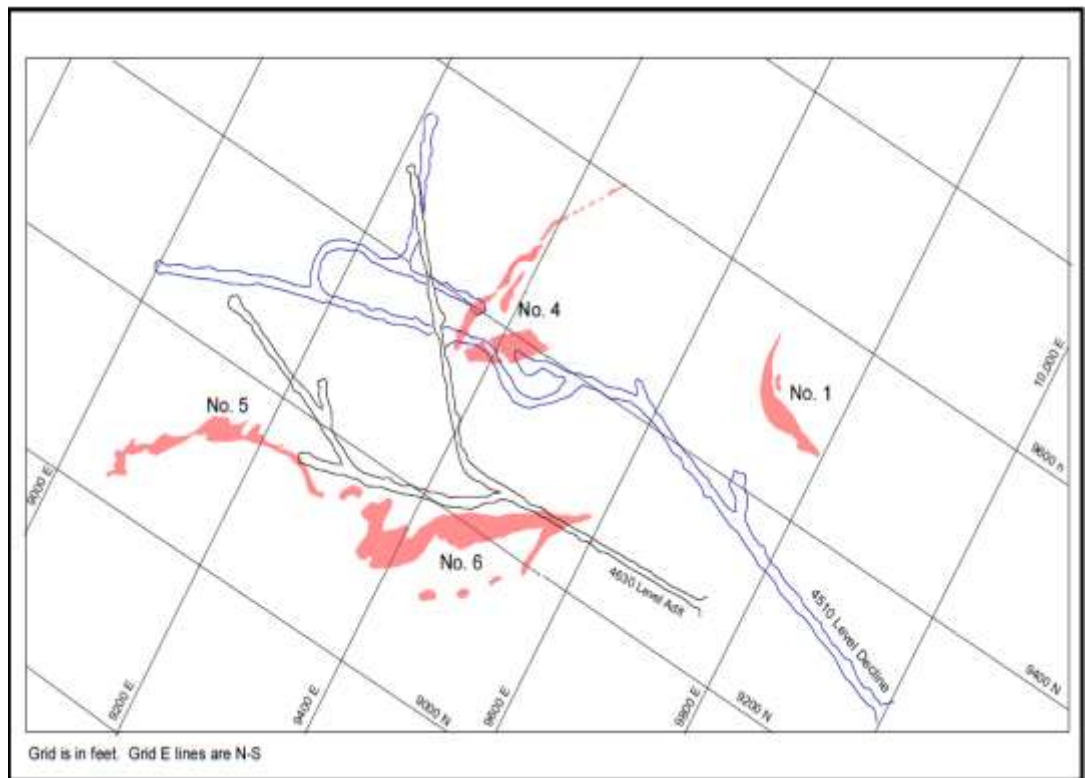 No. 4
No. 1
No. 5
No. 6
10,000 E
9600 n
9000 E
4630 Level Adit
4510 Level Decline
9400 N
9200 E
9400 E
9000 N
9600 E
9800 E
9200 N
Grid is in feet. Grid E lines are N-S